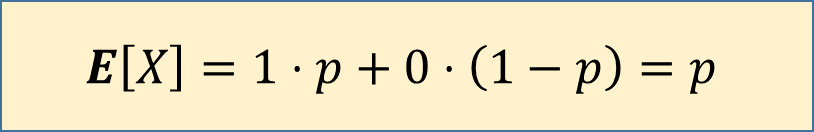 E[X] = 1 · p + 0 · (1 − p) = p